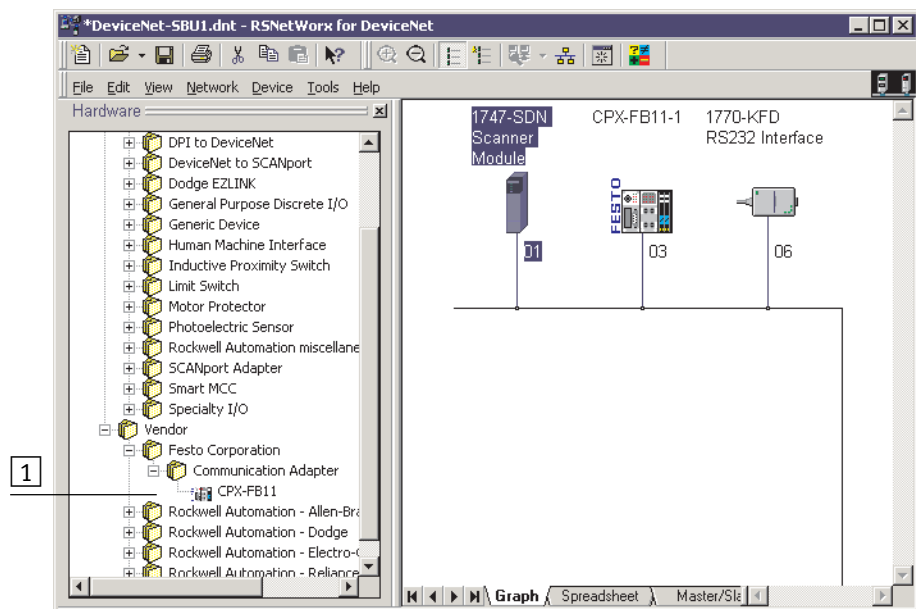 *DeviceNet-SBU1.dnt - RSNetWorx for DeviceNet
File Edit View Network Device Tools Help
Hardware
DPI to DeviceNet
DeviceNet to SCANport
Dodge EZLINK
General Purpose Discrete I/O
Generic Device
Human Machine Interface
Inductive Proximity Switch
Limit Switch
Motor Protector
Photoelectric Sensor
Rockwell Automation miscellane
SCANport Adapter
Smart MCC
Specialty I/O
Vendor
Festo Corporation
Communication Adapter
CPX-FB11
Rockwell Automation - Allen-Bra
Rockwell Automation - Dodge
Rockwell Automation - Electro-
Rockwell Automation - Reliance
1
1747-SDN
Scanner
Module
01
CPX-FB11-1
FESTO
03
1770-KFD
RS232 Interface
06
Graph Spreadsheet Master/Sla